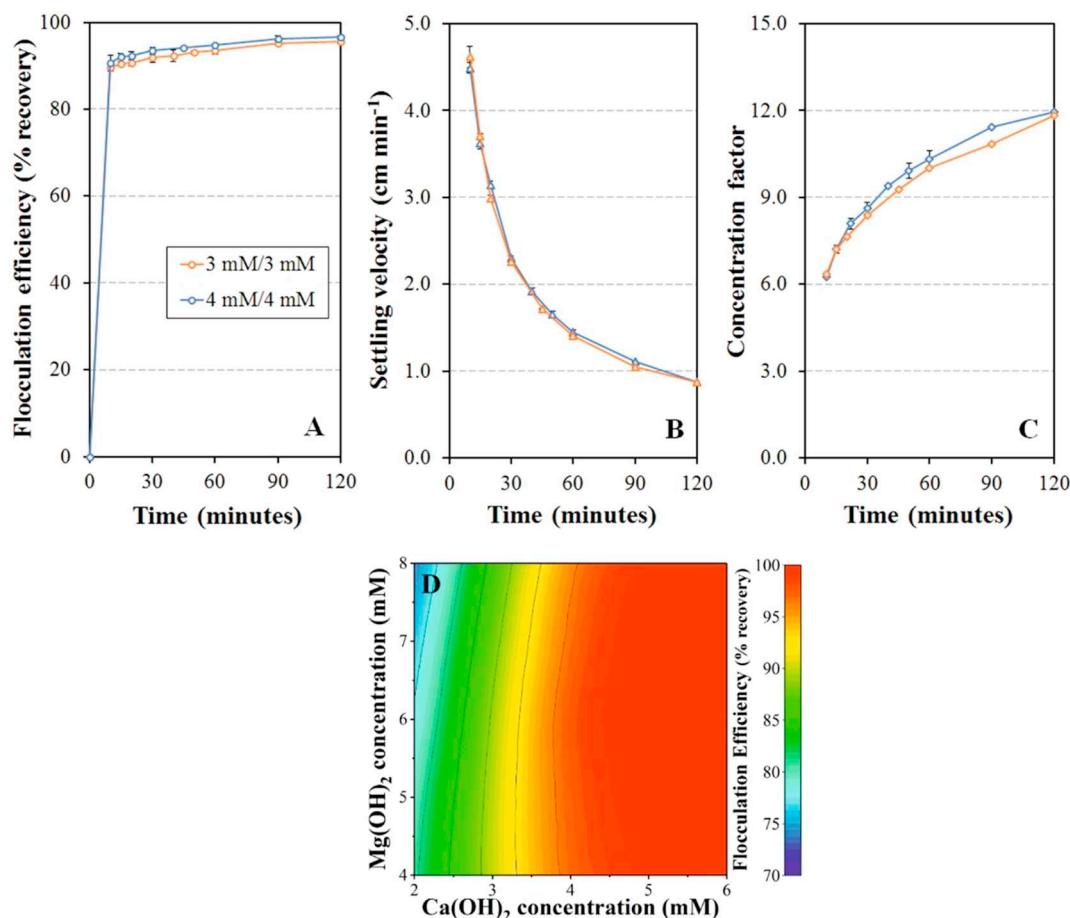 Flocculation efficiency (% recovery)
100
80
60
40
20
0
3 mM/3 mM
4 mM/4 mM
A
0 30 60 90 120
Time (minutes)
Settling velocity (cm min⁻¹)
5.0
4.0
3.0
2.0
1.0
0.0
B
0 30 60 90 120
Time (minutes)
Concentration factor
15.0
12.0
9.0
6.0
3.0
0.0
C
0 30 60 90 120
Time (minutes)
Mg(OH)₂ concentration (mM)
8
7
6
5
4
D
2 3 4 5 6
Ca(OH)₂ concentration (mM)
Flocculation Efficiency (% recovery)
100
95
90
85
80
75
70